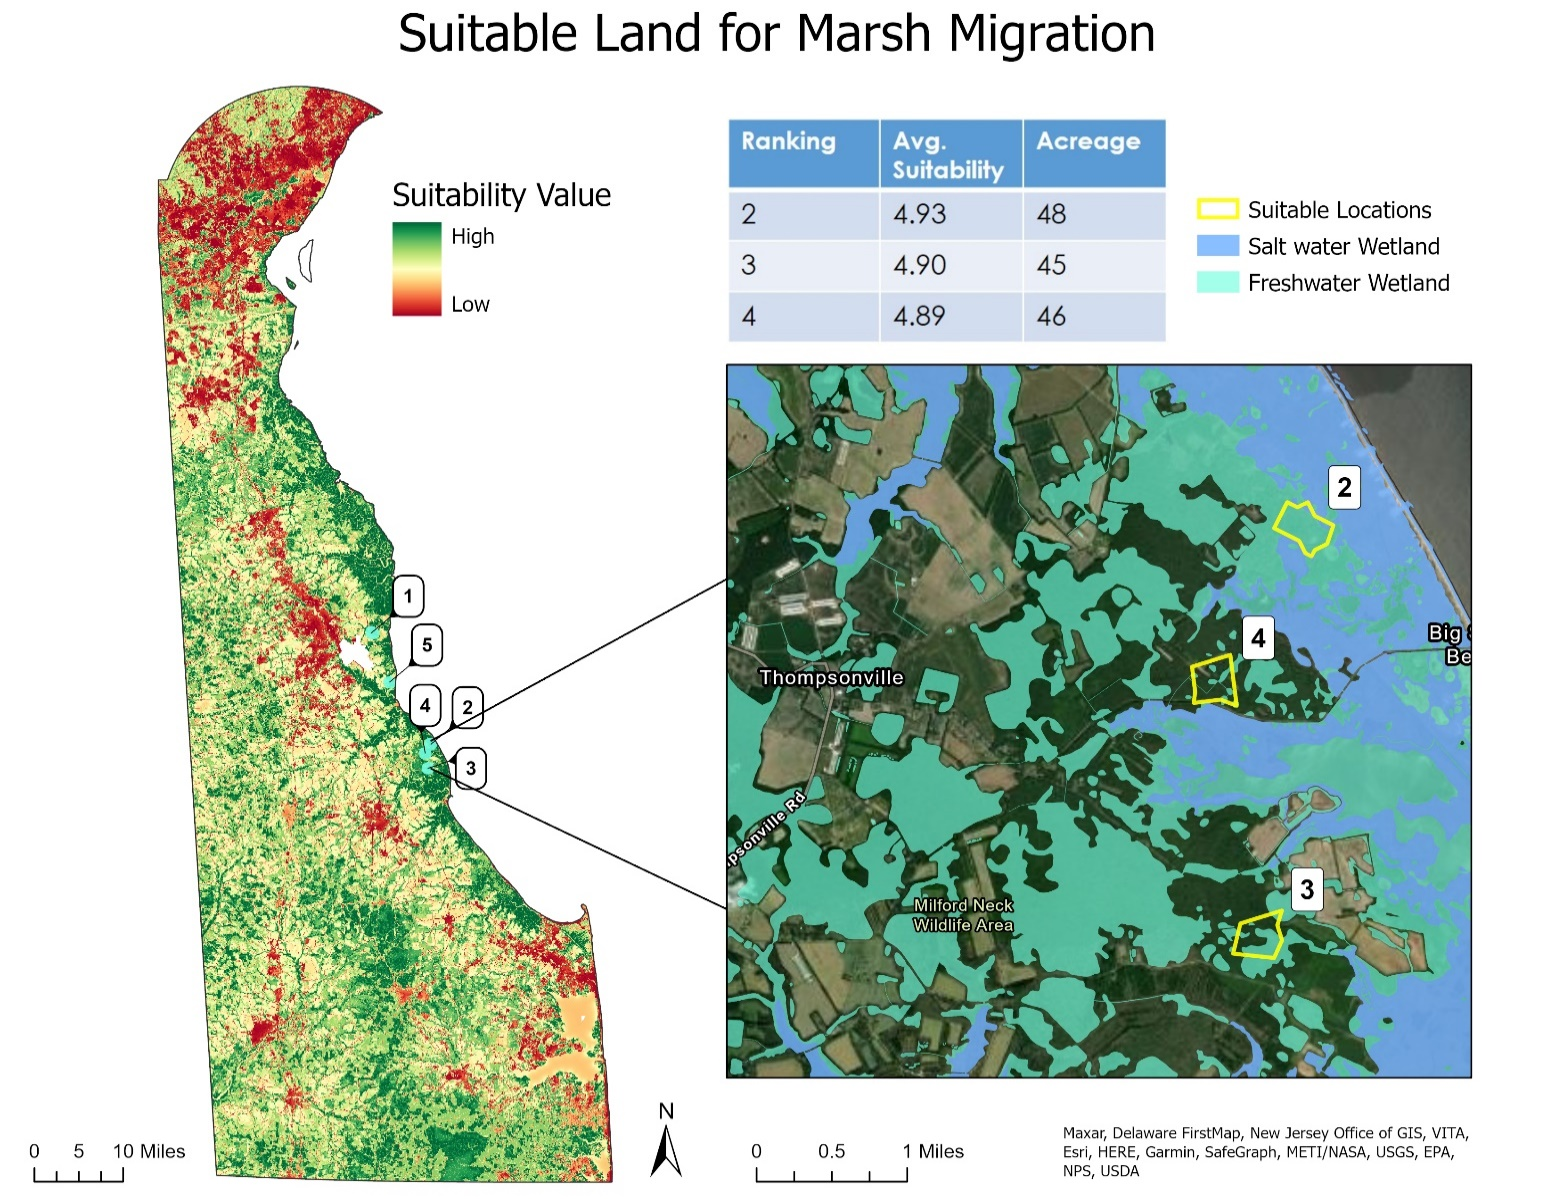 Suitable Land for Marsh Migration
Suitability Value
High
Low
Ranking
Avg.
Suitability
Acreage
2
4.93
48
3
4.90
45
4
4.89
46
Suitable Locations
Salt water Wetland
Freshwater Wetland
1
5
4
2
3
2
4
3
Big
Be
Thompsonville
psonville Rd
Milford Neck
Wildlife Area
N
0 5 10 Miles
0 0.5 1 Miles
Maxar, Delaware FirstMap, New Jersey Office of GIS, VITA,
Esri, HERE, Garmin, SafeGraph, METI/NASA, USGS, EPA,
NPS, USDA